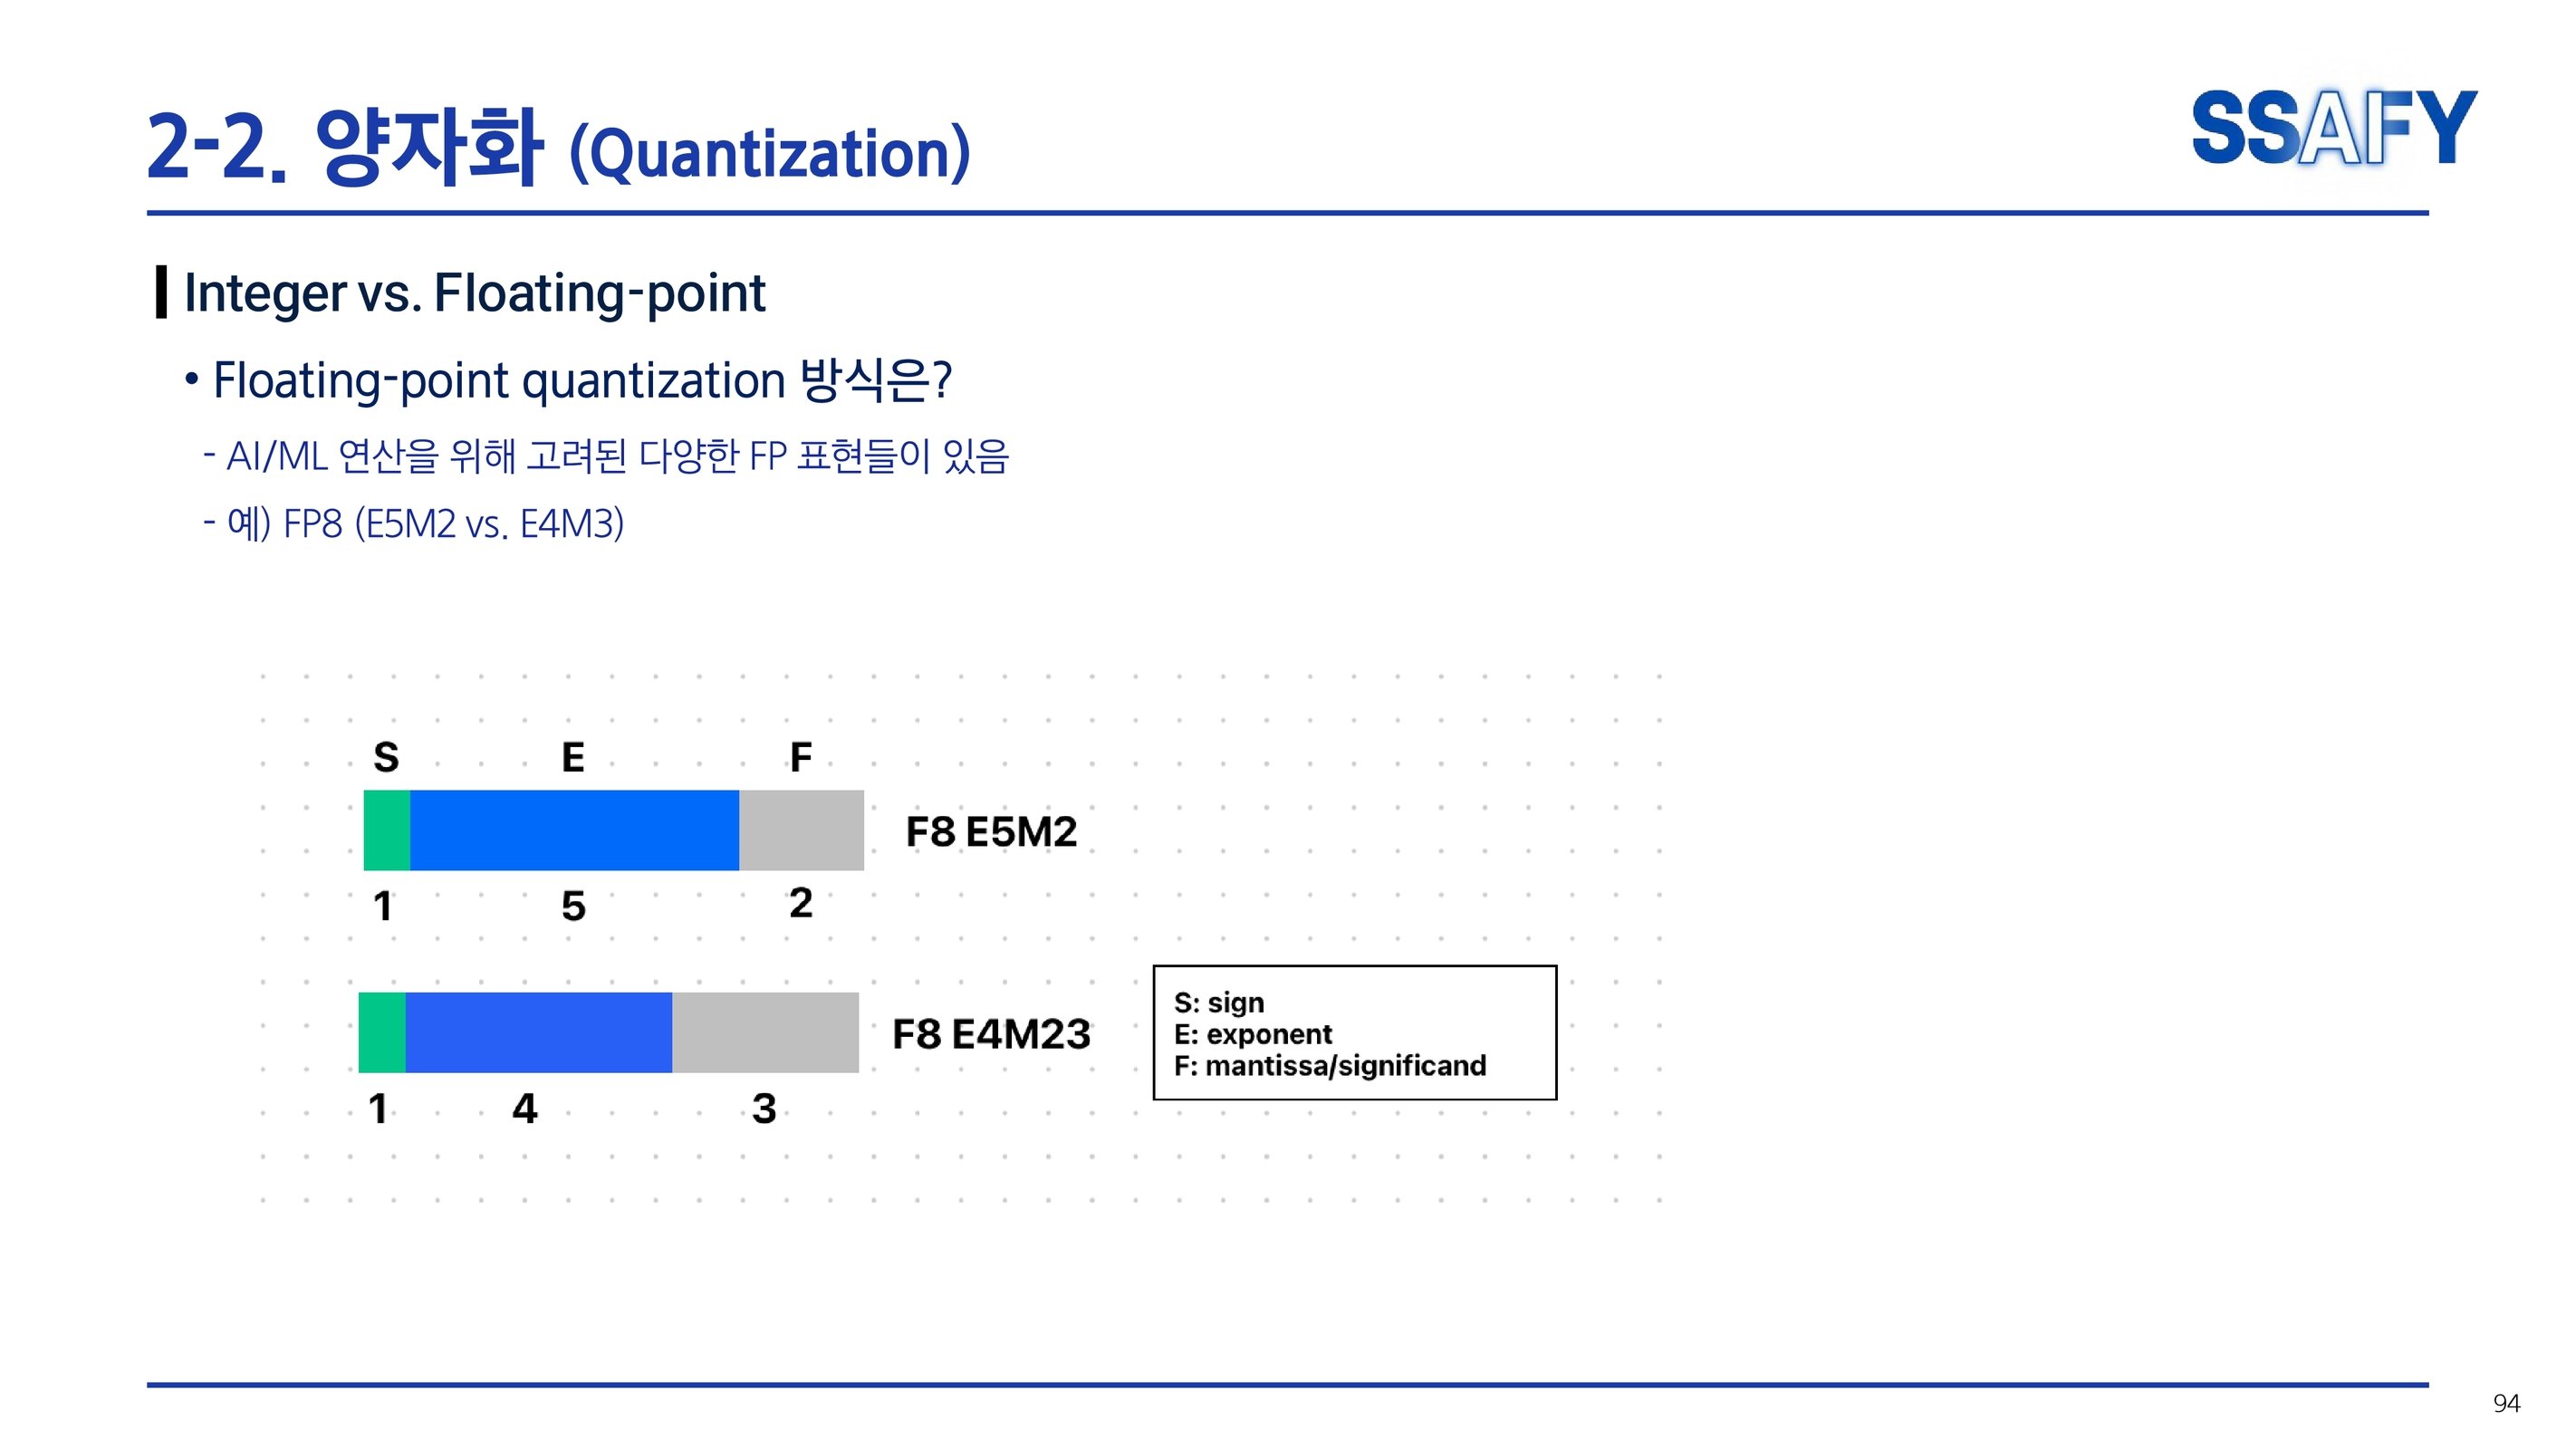 2-2. 양자화 (Quantization)
SSAFY
Integer vs. Floating-point
• Floating-point quantization 방식은?
- AI/ML 연산을 위해 고려된 다양한 FP 표현들이 있음
- 예) FP8 (E5M2 vs. E4M3)
S E F
F8 E5M2
1 5 2
F8 E4M23
1 4 3
S: sign
E: exponent
F: mantissa/significand
94